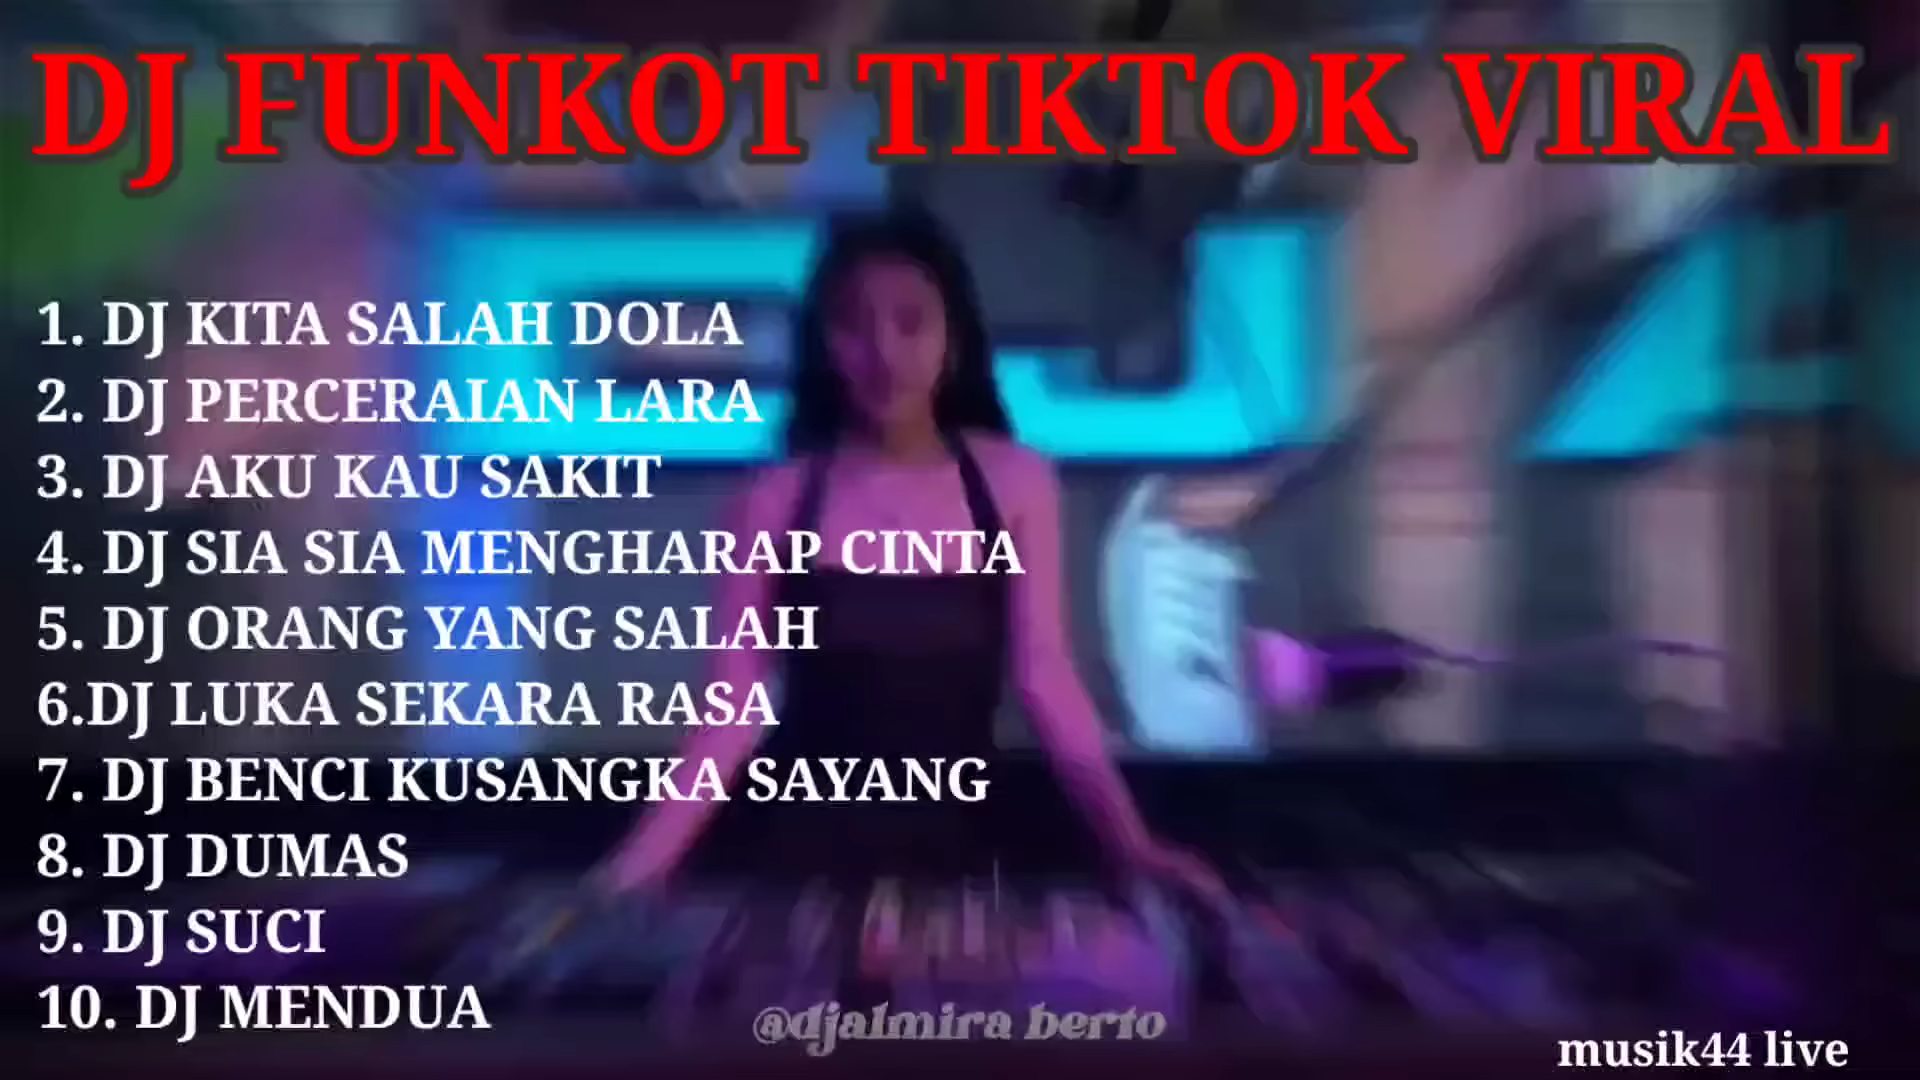 DJ FUNKOT TIKTOK VIRAL
1. DJ KITA SALAH DOLA
2. DJ PERCERAIAN LARA
3. DJ AKU KAU SAKIT
4. DJ SIA SIA MENGHARAP CINTA
5. DJ ORANG YANG SALAH
6.DJ LUKA SEKARA RASA
7. DJ BENCI KUSANGKA SAYANG
8. DJ DUMAS
9. DJ SUCI
10. DJ MENDUA
@djalmira berto
musik44 live